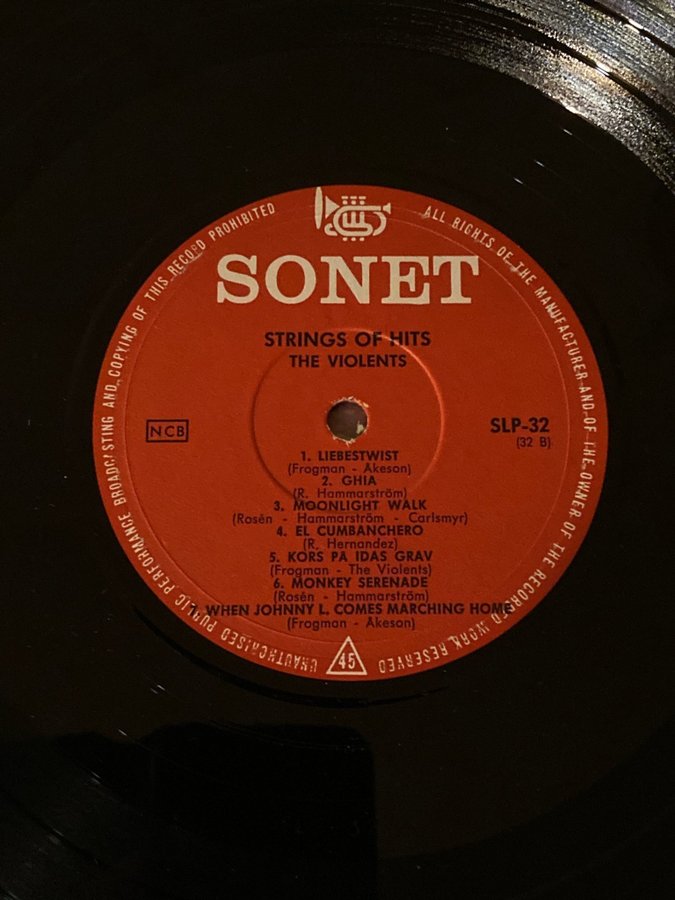 SONET
STRINGS OF HITS
THE VIOLENTS
NCB
SLP-32
(32 B)
1. LIEBESTWIST
(Frogman - Åkeson)
2. GHIA
(R. Hammarström)
3. MOONLIGHT WALK
(Rosén - Hammarström - Carlsmyr)
4. EL CUMBANCHERO
(R. Hernandez)
5. KORS PA IDAS GRAV
(Frogman - The Violents)
6. MONKEY SERENADE
(Rosén - Hammarström)
7. WHEN JOHNNY L. COMES MARCHING HOME
(Frogman - Åkeson)
45
ALL RIGHTS OF THE MANUFACTURER AND OF THE OWNER OF THE RECORDED WORK RESERVED
UNAUTHORISED PUBLIC PERFORMANCE BROADCASTING AND COPYING OF THIS RECORD PROHIBITED